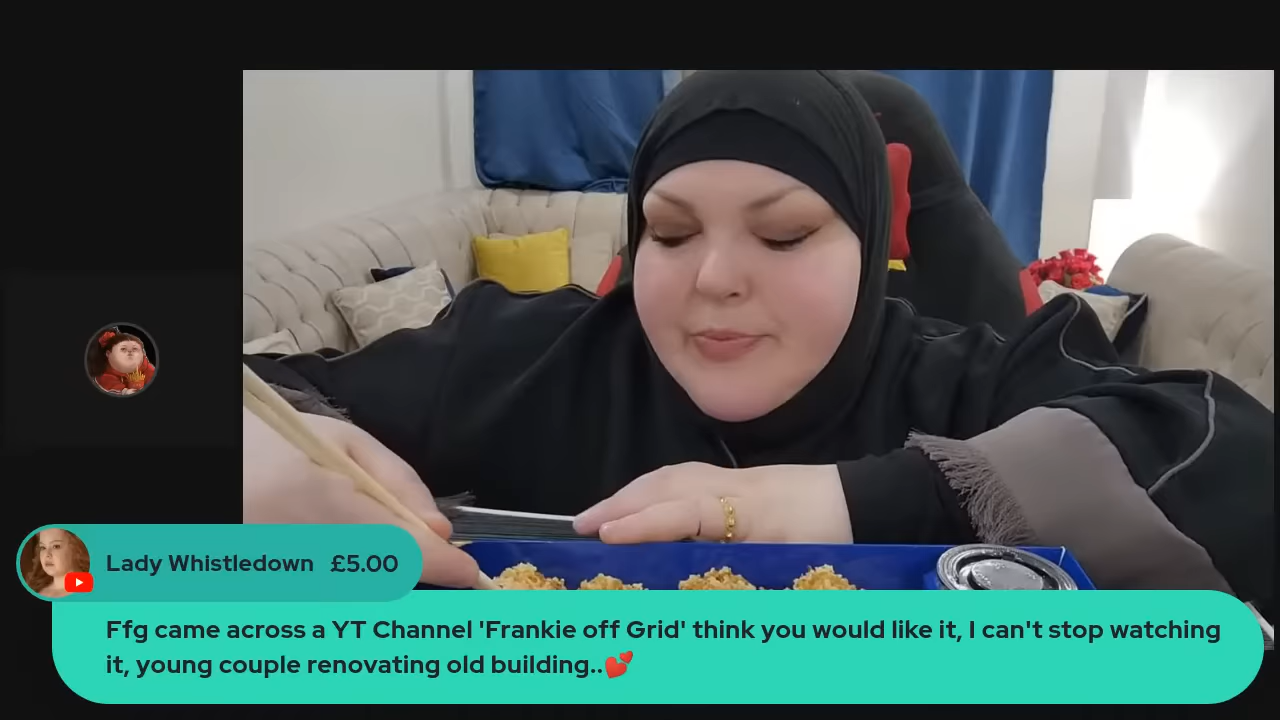 Lady Whistledown £5.00
Ffg came across a YT Channel 'Frankie off Grid' think you would like it, I can't stop watching
it, young couple renovating old building..💕